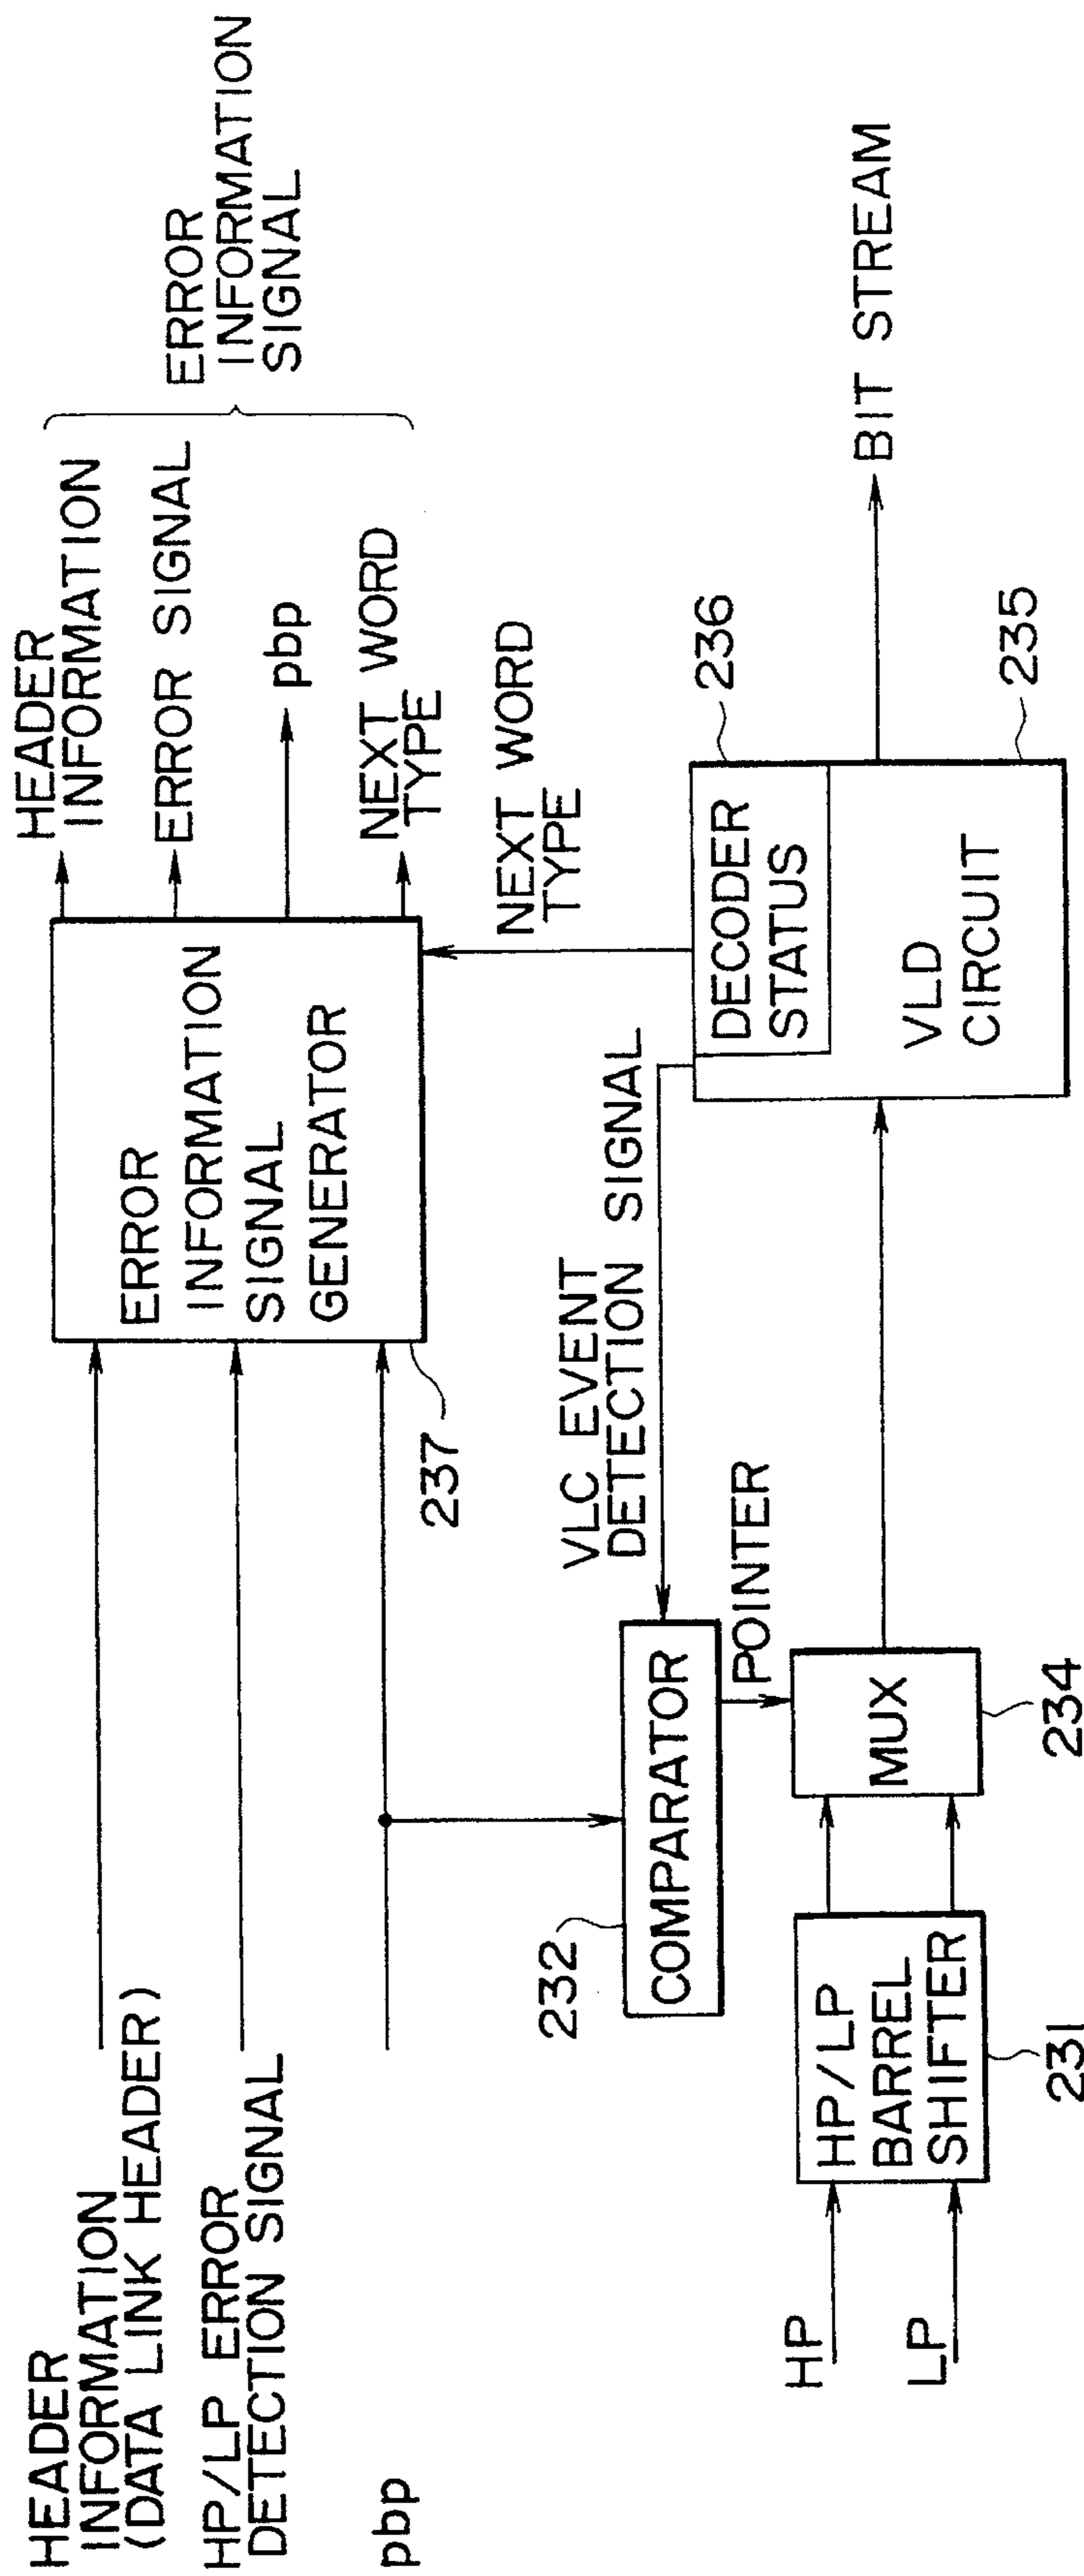 HEADER
INFORMATION
(DATA LINK HEADER)
HP/LP ERROR
DETECTION SIGNAL
pbp
237
ERROR
INFORMATION
SIGNAL
GENERATOR
HEADER
INFORMATION
ERROR SIGNAL
pbp
NEXT WORD
TYPE
ERROR
INFORMATION
SIGNAL
NEXT WORD
TYPE
VLC EVENT
DETECTION SIGNAL
232
COMPARATOR
POINTER
236
DECODER
STATUS
VLD
CIRCUIT
235
BIT STREAM
HP
LP
HP/LP
BARREL
SHIFTER
231
MUX
234